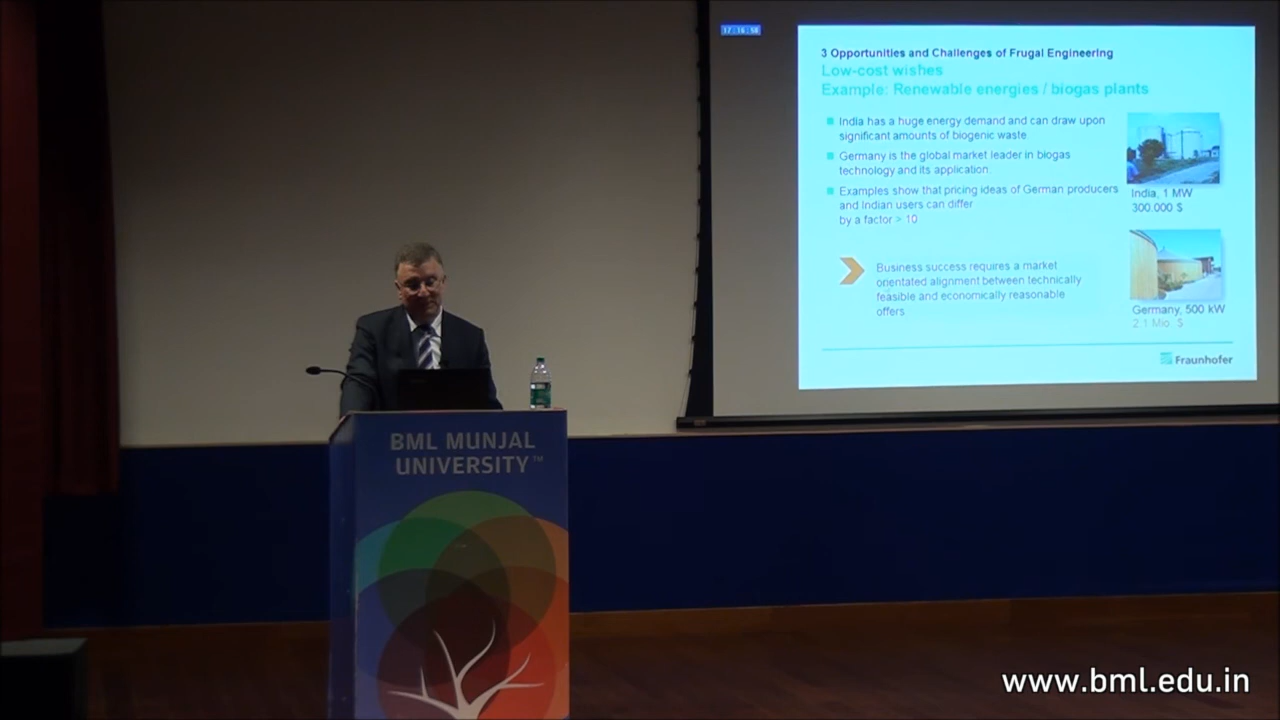 17:16:56
3 Opportunities and Challenges of Frugal Engineering
Low-cost wishes
Example: Renewable energies / biogas plants
India has a huge energy demand and can draw upon
significant amounts of biogenic waste.
Germany is the global market leader in biogas
technology and its application.
Examples show that pricing ideas of German producers
and Indian users can differ
by a factor > 10
India, 1 MW
300.000 $
Business success requires a market
orientated alignment between technically
feasible and economically reasonable
offers
Germany, 500 kW
2.1 Mio. $
Fraunhofer
BML MUNJAL
UNIVERSITY™
www.bml.edu.in